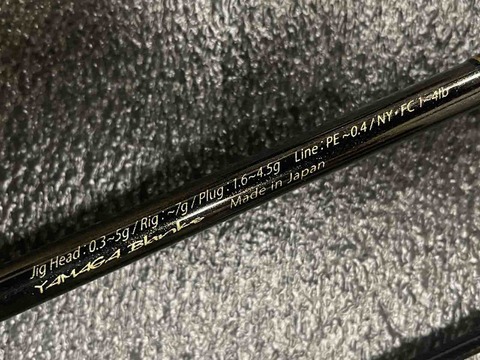 Jig Head : 0.3~5g / Rig : ~7g / Plug : 1.6~4.5g Line : PE ~0.4 / NY・FC 1~4lb
YAMAGA Blanks Made in Japan